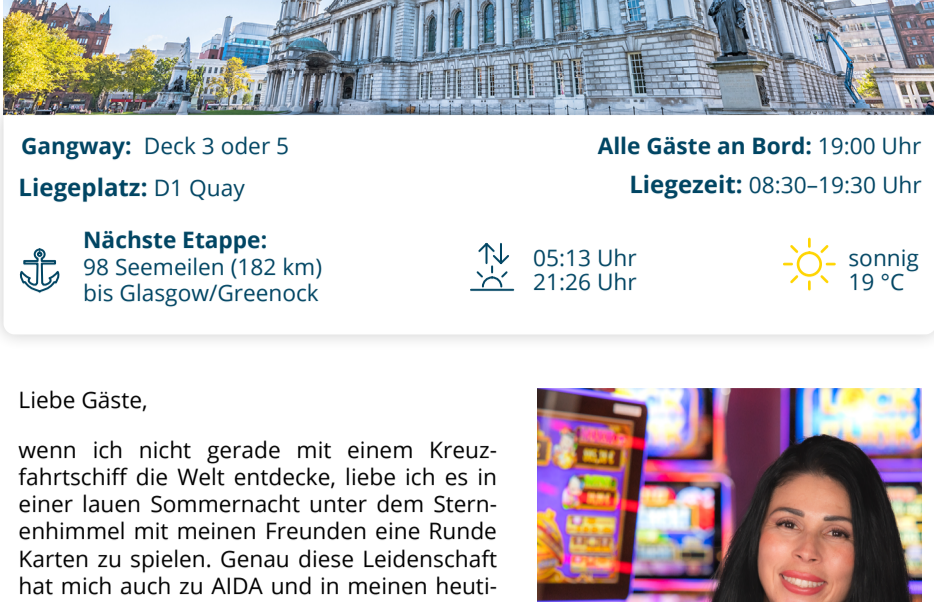 Gangway: Deck 3 oder 5
Alle Gäste an Bord: 19:00 Uhr
Liegeplatz: D1 Quay
Liegezeit: 08:30–19:30 Uhr
Nächste Etappe:
98 Seemeilen (182 km)
bis Glasgow/Greenock
05:13 Uhr
21:26 Uhr
sonnig
19 °C
Liebe Gäste,
wenn ich nicht gerade mit einem Kreuz-
fahrtschiff die Welt entdecke, liebe ich es in
einer lauen Sommernacht unter dem Stern-
enhimmel mit meinen Freunden eine Runde
Karten zu spielen. Genau diese Leidenschaft
hat mich auch zu AIDA und in meinen heuti-